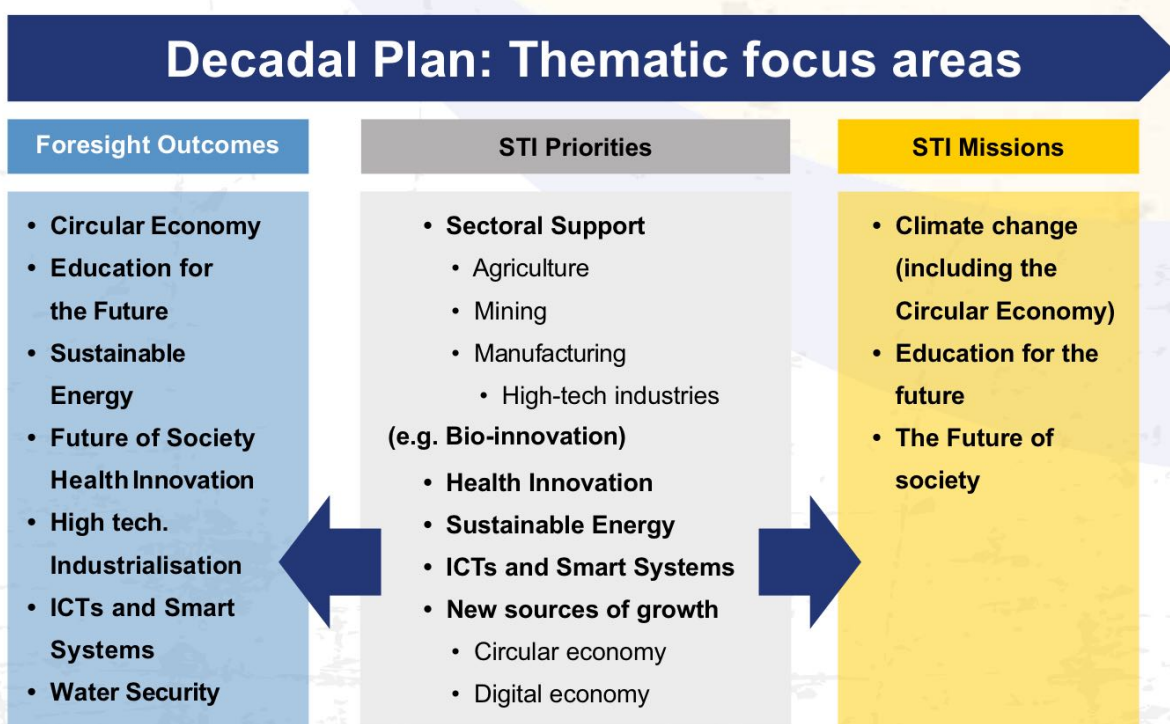 Decadal Plan: Thematic focus areas
Foresight Outcomes
• Circular Economy
• Education for
the Future
• Sustainable
Energy
• Future of Society
Health Innovation
• High tech.
Industrialisation
• ICTs and Smart
Systems
• Water Security
STI Priorities
• Sectoral Support
• Agriculture
• Mining
• Manufacturing
• High-tech industries
(e.g. Bio-innovation)
• Health Innovation
• Sustainable Energy
• ICTs and Smart Systems
• New sources of growth
• Circular economy
• Digital economy
STI Missions
• Climate change
(including the
Circular Economy)
• Education for the
future
• The Future of
society